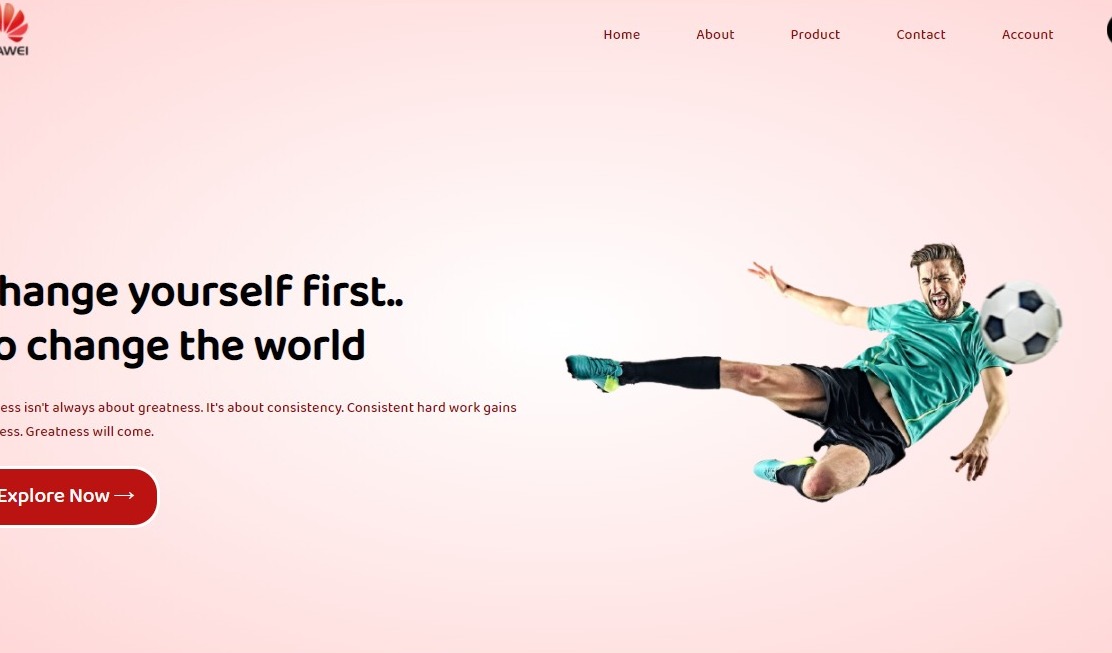 AWEI
Home About Product Contact Account
hange yourself first..
o change the world
ess isn't always about greatness. It's about consistency. Consistent hard work gains
ess. Greatness will come.
Explore Now →